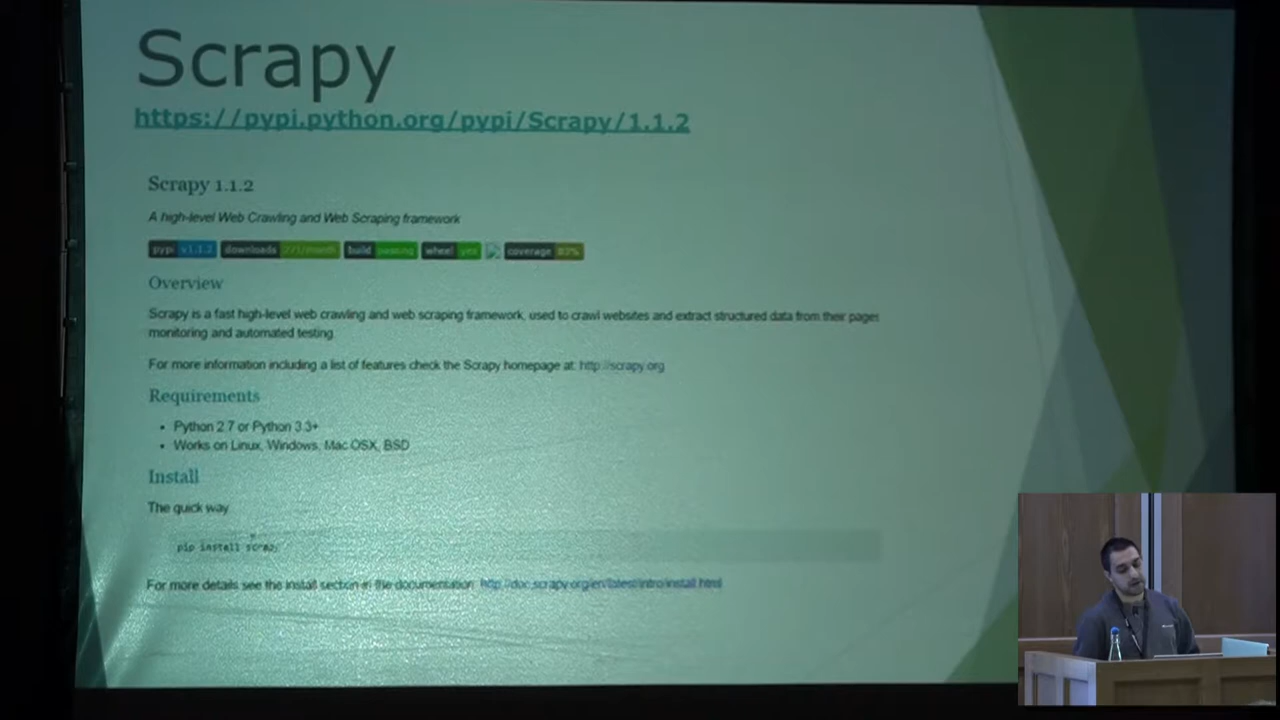 Scrapy
https://pypi.python.org/pypi/Scrapy/1.1.2
Scrapy 1.1.2
A high-level Web Crawling and Web Scraping framework
pypi v1.1.2 downloads build passing wheel yes coverage
Overview
Scrapy is a fast high-level web crawling and web scraping framework, used to crawl websites and extract structured data from their pages
monitoring and automated testing.
For more information including a list of features check the Scrapy homepage at: http://scrapy.org
Requirements
• Python 2.7 or Python 3.3+
• Works on Linux, Windows, Mac OSX, BSD
Install
The quick way:
pip install scrapy
For more details see the install section in the documentation: http://doc.scrapy.org/en/latest/intro/install.html